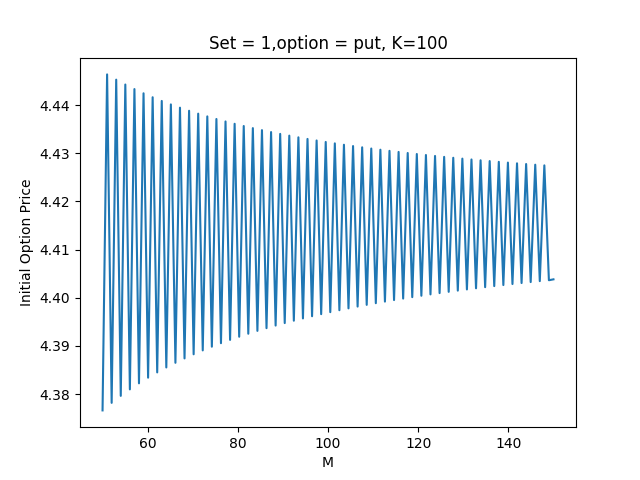 Set = 1,option = put, K=100
Initial Option Price
4.44
4.43
4.42
4.41
4.40
4.39
4.38
60 80 100 120 140
M